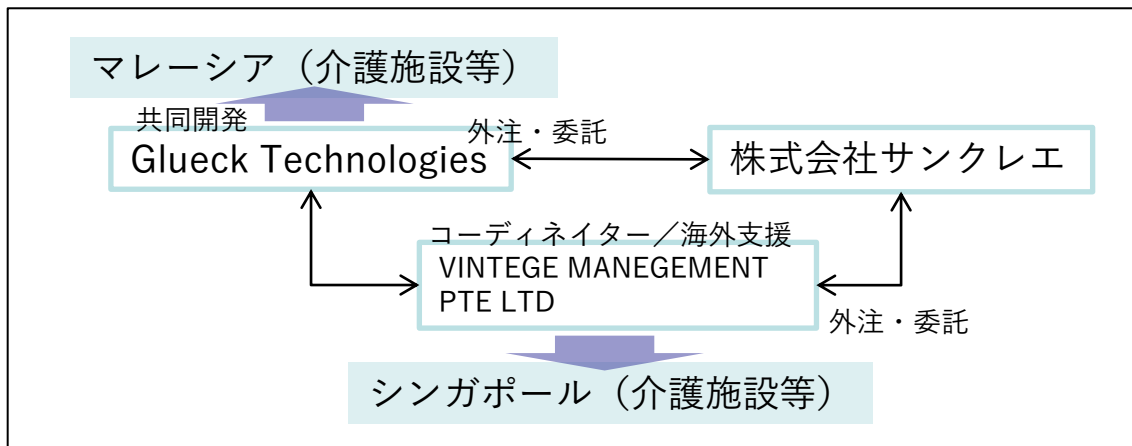 マレーシア（介護施設等）
共同開発
外注・委託
Glueck Technologies
株式会社サンクレエ
コーディネイター／海外支援
VINTEGE MANEGEMENT
PTE LTD
外注・委託
シンガポール（介護施設等）